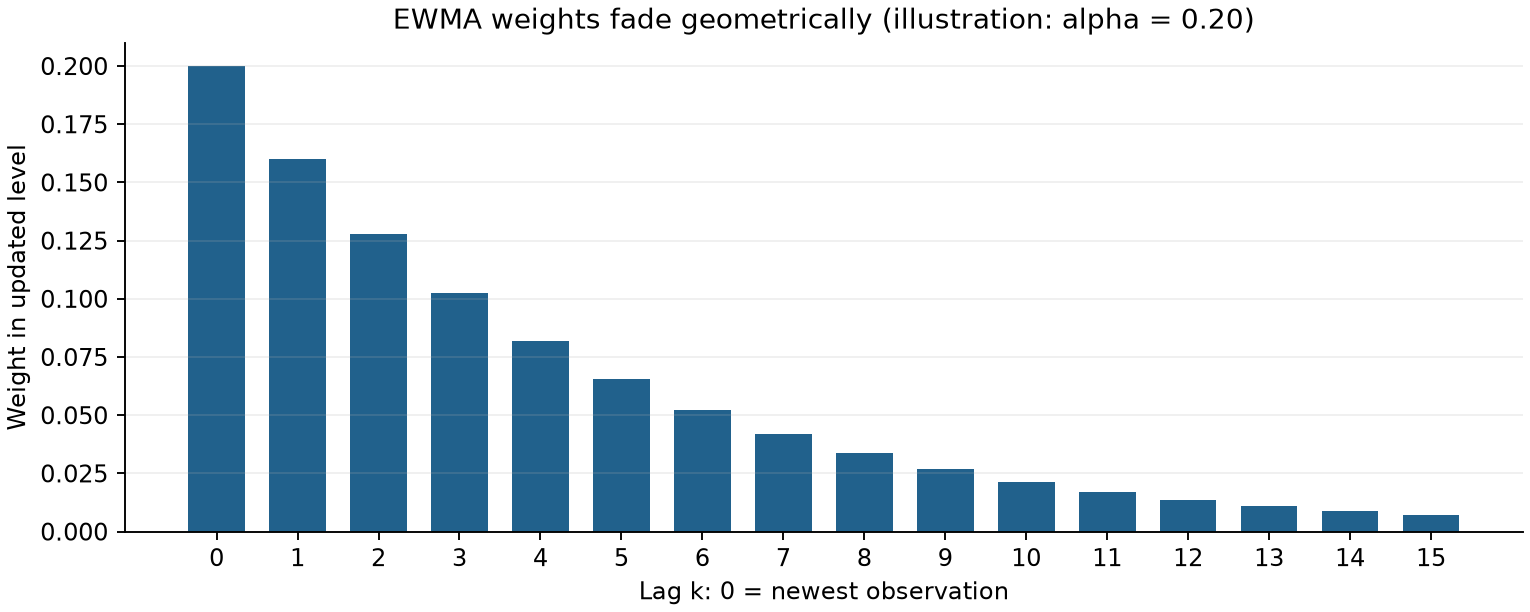 EWMA weights fade geometrically (illustration: alpha = 0.20)
Weight in updated level
0.200
0.175
0.150
0.125
0.100
0.075
0.050
0.025
0.000
0 1 2 3 4 5 6 7 8 9 10 11 12 13 14 15
Lag k: 0 = newest observation